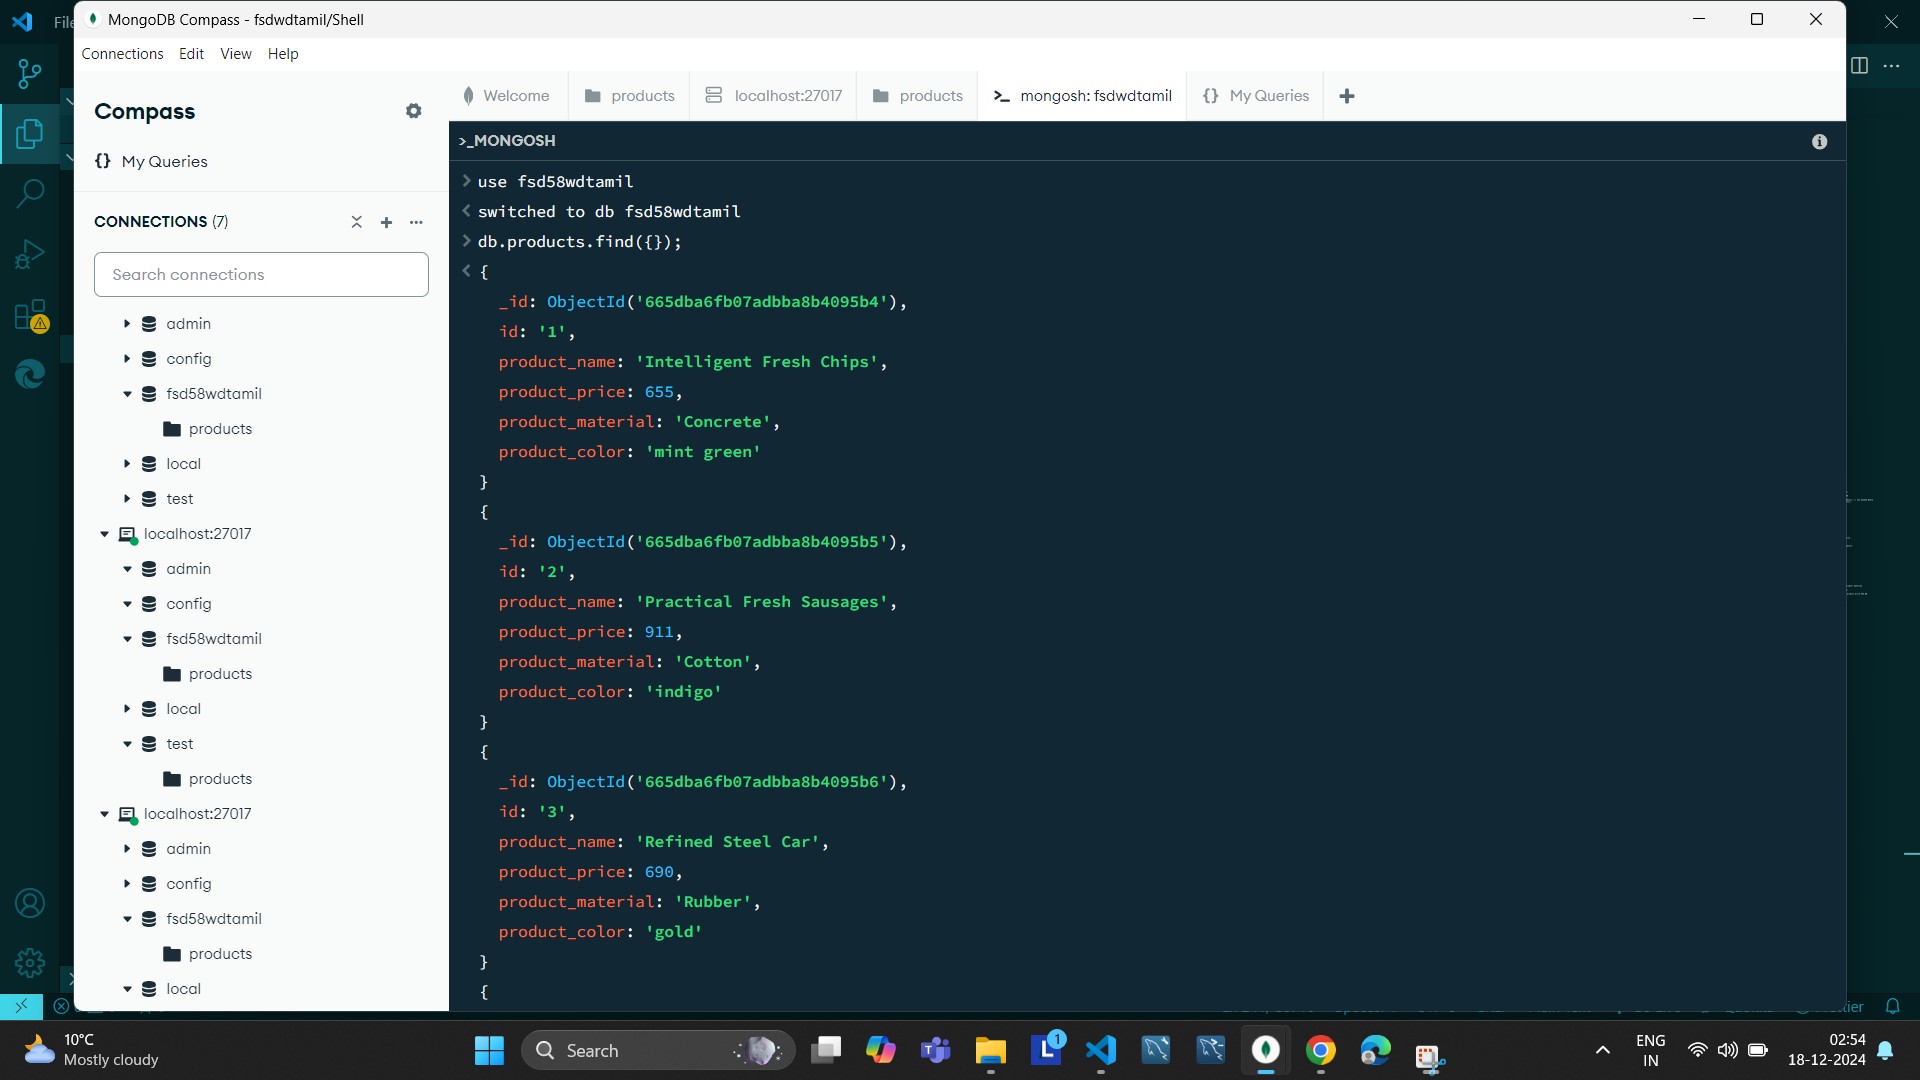 File
MongoDB Compass - fsdwdtamil/Shell
Connections Edit View Help
Compass
My Queries
CONNECTIONS (7)
Search connections
admin
config
fsd58wdtamil
products
local
test
localhost:27017
admin
config
fsd58wdtamil
products
local
test
products
localhost:27017
admin
config
fsd58wdtamil
products
local
Welcome products localhost:27017 products >_ mongosh: fsdwdtamil {} My Queries +
>_MONGOSH
> use fsd58wdtamil
< switched to db fsd58wdtamil
> db.products.find({});
< {
_id: ObjectId('665dba6fb07adbba8b4095b4'),
id: '1',
product_name: 'Intelligent Fresh Chips',
product_price: 655,
product_material: 'Concrete',
product_color: 'mint green'
}
{
_id: ObjectId('665dba6fb07adbba8b4095b5'),
id: '2',
product_name: 'Practical Fresh Sausages',
product_price: 911,
product_material: 'Cotton',
product_color: 'indigo'
}
{
_id: ObjectId('665dba6fb07adbba8b4095b6'),
id: '3',
product_name: 'Refined Steel Car',
product_price: 690,
product_material: 'Rubber',
product_color: 'gold'
}
{
10°C
Mostly cloudy
Search
1
ENG
IN
02:54
18-12-2024